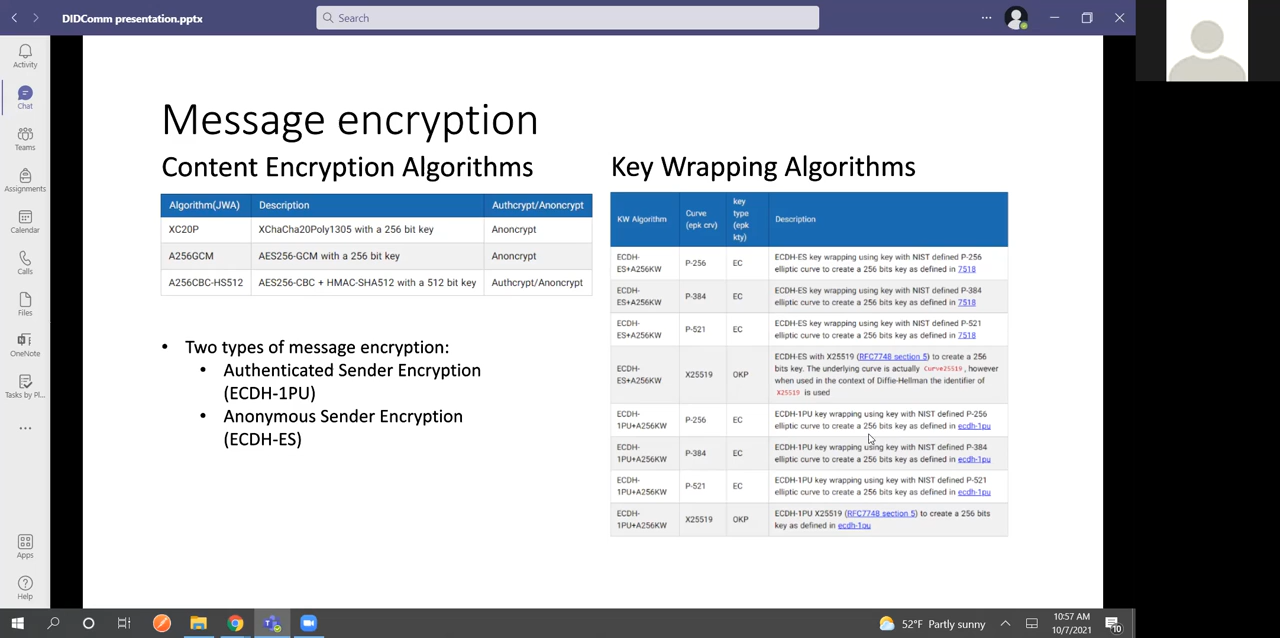 DIDComm presentation.pptx
Search
Activity
Chat
Teams
Assignments
Calendar
Calls
Files
OneNote
Tasks by Pl...
Apps
Help
Message encryption
Content Encryption Algorithms
Algorithm(JWA) Description Authcrypt/Anoncrypt
XC20P XChaCha20Poly1305 with a 256 bit key Anoncrypt
A256GCM AES256-GCM with a 256 bit key Anoncrypt
A256CBC-HS512 AES256-CBC + HMAC-SHA512 with a 512 bit key Authcrypt/Anoncrypt
• Two types of message encryption:
• Authenticated Sender Encryption
(ECDH-1PU)
• Anonymous Sender Encryption
(ECDH-ES)
Key Wrapping Algorithms
KW Algorithm
Curve
(epk crv)
key
type
(epk
kty)
Description
ECDH-
ES+A256KW
P-256
EC
ECDH-ES key wrapping using key with NIST defined P-256
elliptic curve to create a 256 bits key as defined in 7518
ECDH-
ES+A256KW
P-384
EC
ECDH-ES key wrapping using key with NIST defined P-384
elliptic curve to create a 256 bits key as defined in 7518
ECDH-
ES+A256KW
P-521
EC
ECDH-ES key wrapping using key with NIST defined P-521
elliptic curve to create a 256 bits key as defined in 7518
ECDH-
ES+A256KW
X25519
OKP
ECDH-ES with X25519 (RFC7748 section 5) to create a 256
bits key. The underlying curve is actually Curve25519, however
when used in the context of Diffie-Hellman the identifier of
X25519 is used
ECDH-
1PU+A256KW
P-256
EC
ECDH-1PU key wrapping using key with NIST defined P-256
elliptic curve to create a 256 bits key as defined in ecdh-1pu
ECDH-
1PU+A256KW
P-384
EC
ECDH-1PU key wrapping using key with NIST defined P-384
elliptic curve to create a 256 bits key as defined in ecdh-1pu
ECDH-
1PU+A256KW
P-521
EC
ECDH-1PU key wrapping using key with NIST defined P-521
elliptic curve to create a 256 bits key as defined in ecdh-1pu
ECDH-
1PU+A256KW
X25519
OKP
ECDH-1PU X25519 (RFC7748 section 5) to create a 256 bits
key as defined in ecdh-1pu
52°F Partly sunny
10:57 AM
10/7/2021
10